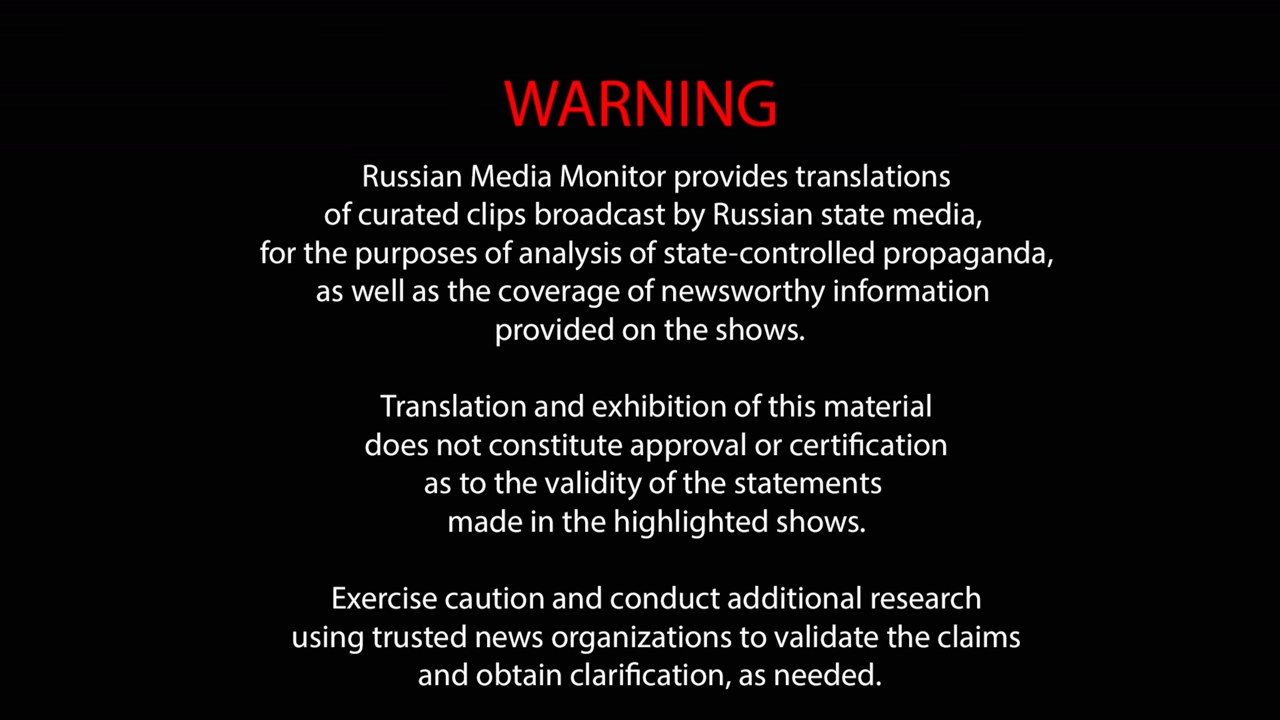 WARNING
Russian Media Monitor provides translations
of curated clips broadcast by Russian state media,
for the purposes of analysis of state-controlled propaganda,
as well as the coverage of newsworthy information
provided on the shows.
Translation and exhibition of this material
does not constitute approval or certification
as to the validity of the statements
made in the highlighted shows.
Exercise caution and conduct additional research
using trusted news organizations to validate the claims
and obtain clarification, as needed.